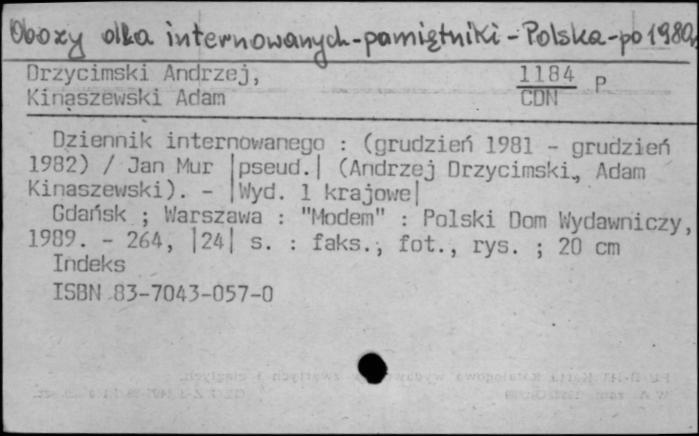 Obozy dla internowanych-pamiętniki-Polska-po 1980r.
Drzycimski Andrzej, 1184 p
Kinaszewski Adam CDN
Dziennik internowanego : (grudzień 1981 - grudzień
1982) / Jan Mur |pseud.| (Andrzej Drzycimski, Adam
Kinaszewski). - |Wyd. 1 krajowe|
Gdańsk ; Warszawa : "Modem" : Polski Dom Wydawniczy,
1989. - 264, |24| s. : faks., fot., rys. ; 20 cm
Indeks
ISBN 83-7043-057-0